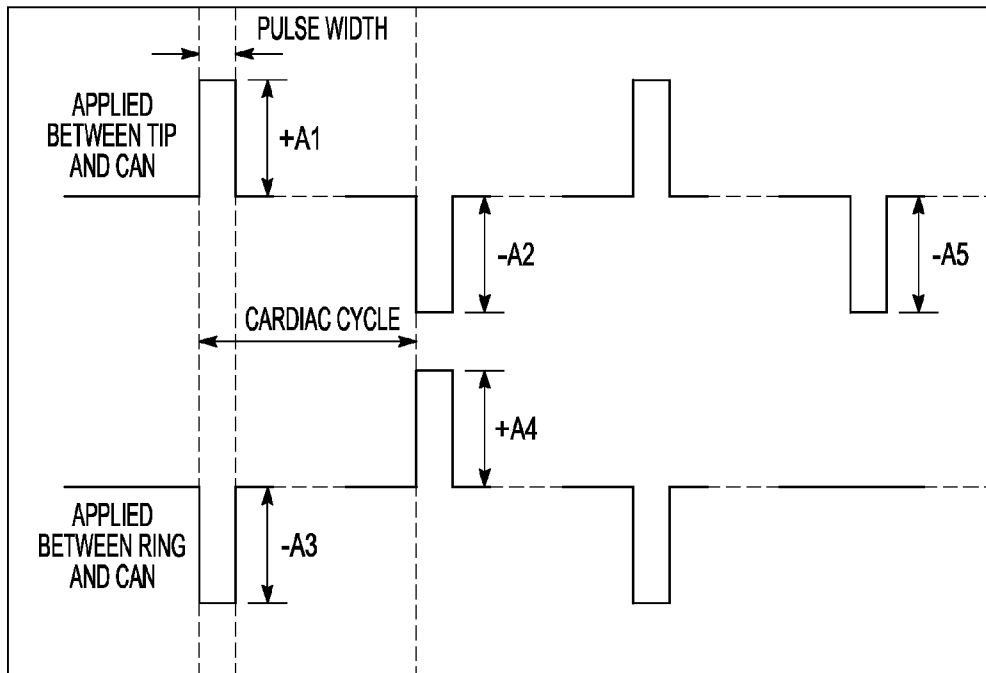 PULSE WIDTH
APPLIED
BETWEEN TIP
AND CAN
+A1
-A2
-A5
CARDIAC CYCLE
+A4
APPLIED
BETWEEN RING
AND CAN
-A3